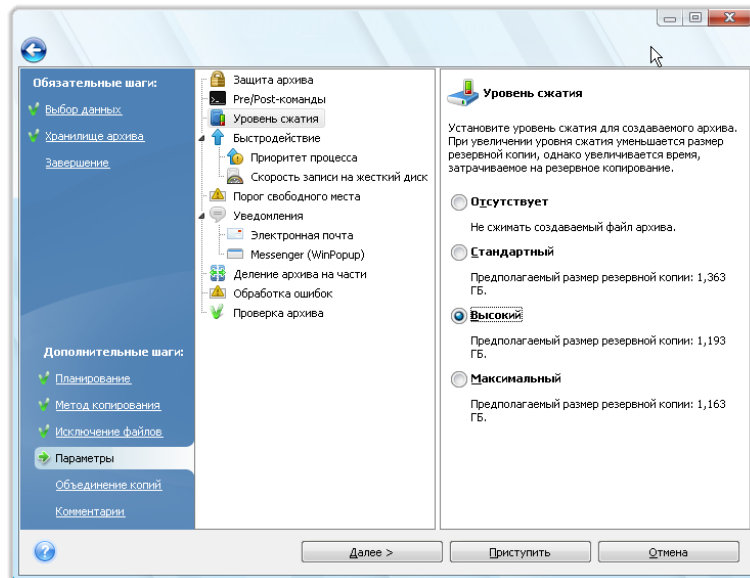 Обязательные шаги:
Выбор данных
Хранилище архива
Завершение
Дополнительные шаги:
Планирование
Метод копирования
Исключение файлов
Параметры
Объединение копий
Комментарии
Защита архива
Pre/Post-команды
Уровень сжатия
Быстродействие
Приоритет процесса
Скорость записи на жесткий диск
Порог свободного места
Уведомления
Электронная почта
Messenger (WinPopup)
Деление архива на части
Обработка ошибок
Проверка архива
Уровень сжатия
Установите уровень сжатия для создаваемого архива.
При увеличении уровня сжатия уменьшается размер
резервной копии, однако увеличивается время,
затрачиваемое на резервное копирование.
Отсутствует
Не сжимать создаваемый файл архива.
Стандартный
Предполагаемый размер резервной копии: 1,363
ГБ.
Высокий
Предполагаемый размер резервной копии: 1,193
ГБ.
Максимальный
Предполагаемый размер резервной копии: 1,163
ГБ.
Далее >
Приступить
Отмена